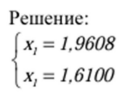 Решение:
x₁ = 1,9608
x₁ = 1,6100